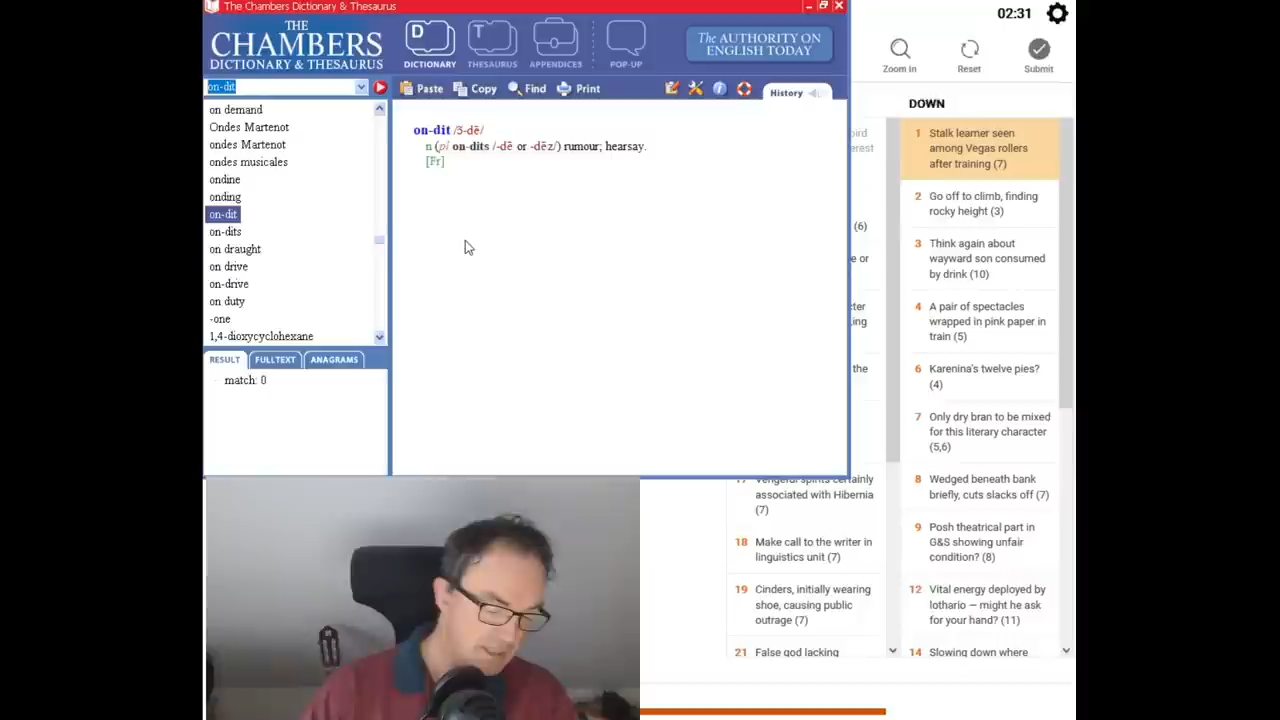 The Chambers Dictionary & Thesaurus
THE
CHAMBERS
DICTIONARY & THESAURUS
D
DICTIONARY
T
THESAURUS
APPENDICES
POP-UP
The AUTHORITY ON
ENGLISH TODAY
on-dit
Paste
Copy
Find
Print
History
on demand
Ondes Martenot
ondes Martenot
ondes musicales
ondine
onding
on-dit
on-dits
on draught
on drive
on-drive
on duty
-one
1,4-dioxycyclohexane
RESULT
FULLTEXT
ANAGRAMS
match: 0
on-dit /ɔ̃-dē/
n (pl on-dits /-dē or -dēz/) rumour; hearsay.
[Fr]
02:31
Zoom in
Reset
Submit
bird
erest
(6)
e or
cter
ing
the
17 Vengeful spirits certainly
associated with Hibernia
(7)
18 Make call to the writer in
linguistics unit (7)
19 Cinders, initially wearing
shoe, causing public
outrage (7)
21 False god lacking
DOWN
1 Stalk learner seen
among Vegas rollers
after training (7)
2 Go off to climb, finding
rocky height (3)
3 Think again about
wayward son consumed
by drink (10)
4 A pair of spectacles
wrapped in pink paper in
train (5)
6 Karenina's twelve pies?
(4)
7 Only dry bran to be mixed
for this literary character
(5,6)
8 Wedged beneath bank
briefly, cuts slacks off (7)
9 Posh theatrical part in
G&S showing unfair
condition? (8)
12 Vital energy deployed by
lothario — might he ask
for your hand? (11)
14 Slowing down where